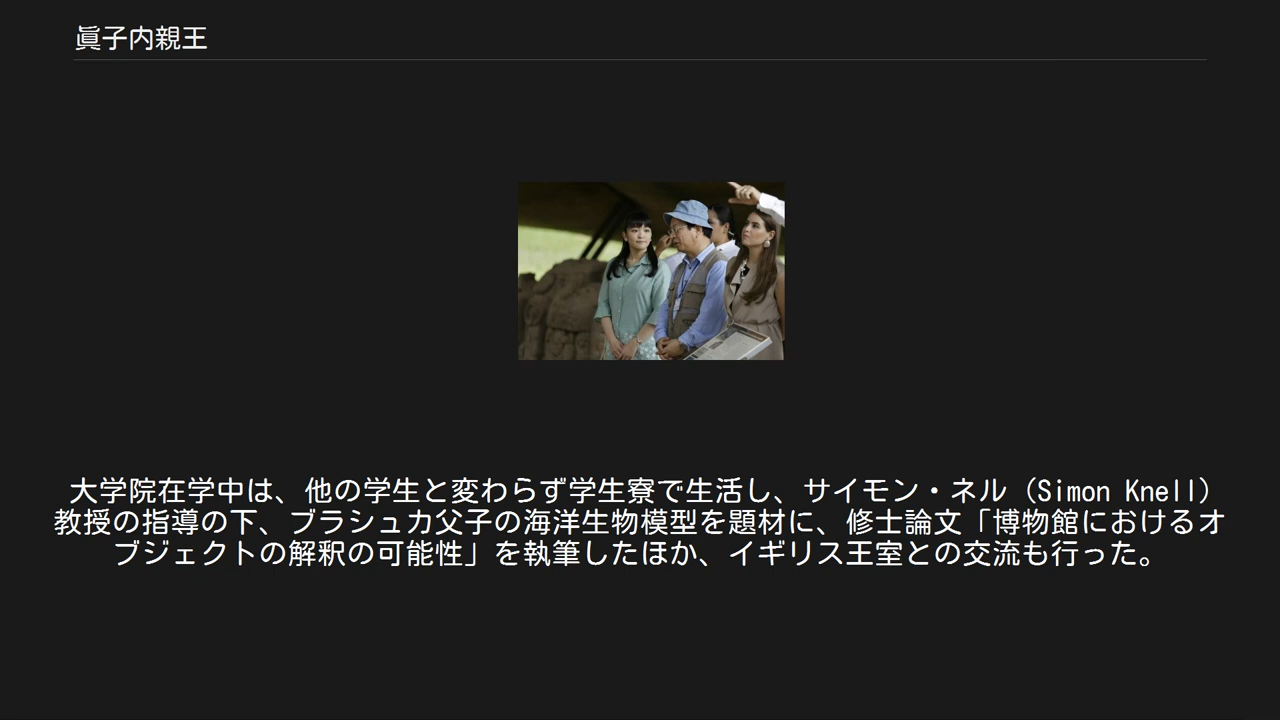 眞子内親王
大学院在学中は、他の学生と変わらず学生寮で生活し、サイモン・ネル（Simon Knell）
教授の指導の下、ブラシュカ父子の海洋生物模型を題材に、修士論文「博物館におけるオ
ブジェクトの解釈の可能性」を執筆したほか、イギリス王室との交流も行った。